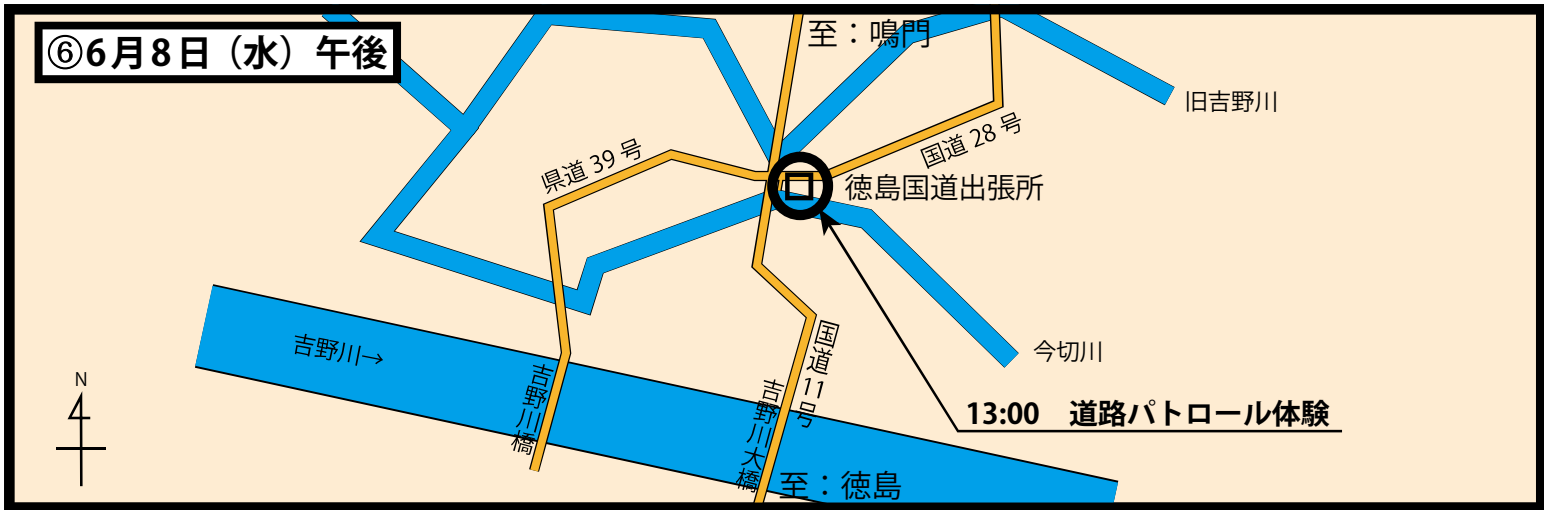 ⑥6月8日（水）午後
至：鳴門
旧吉野川
国道 28 号
県道 39 号
徳島国道出張所
今切川
吉野川→
国道11号
吉野川橋
吉野川大橋
N
13:00　道路パトロール体験
至：徳島